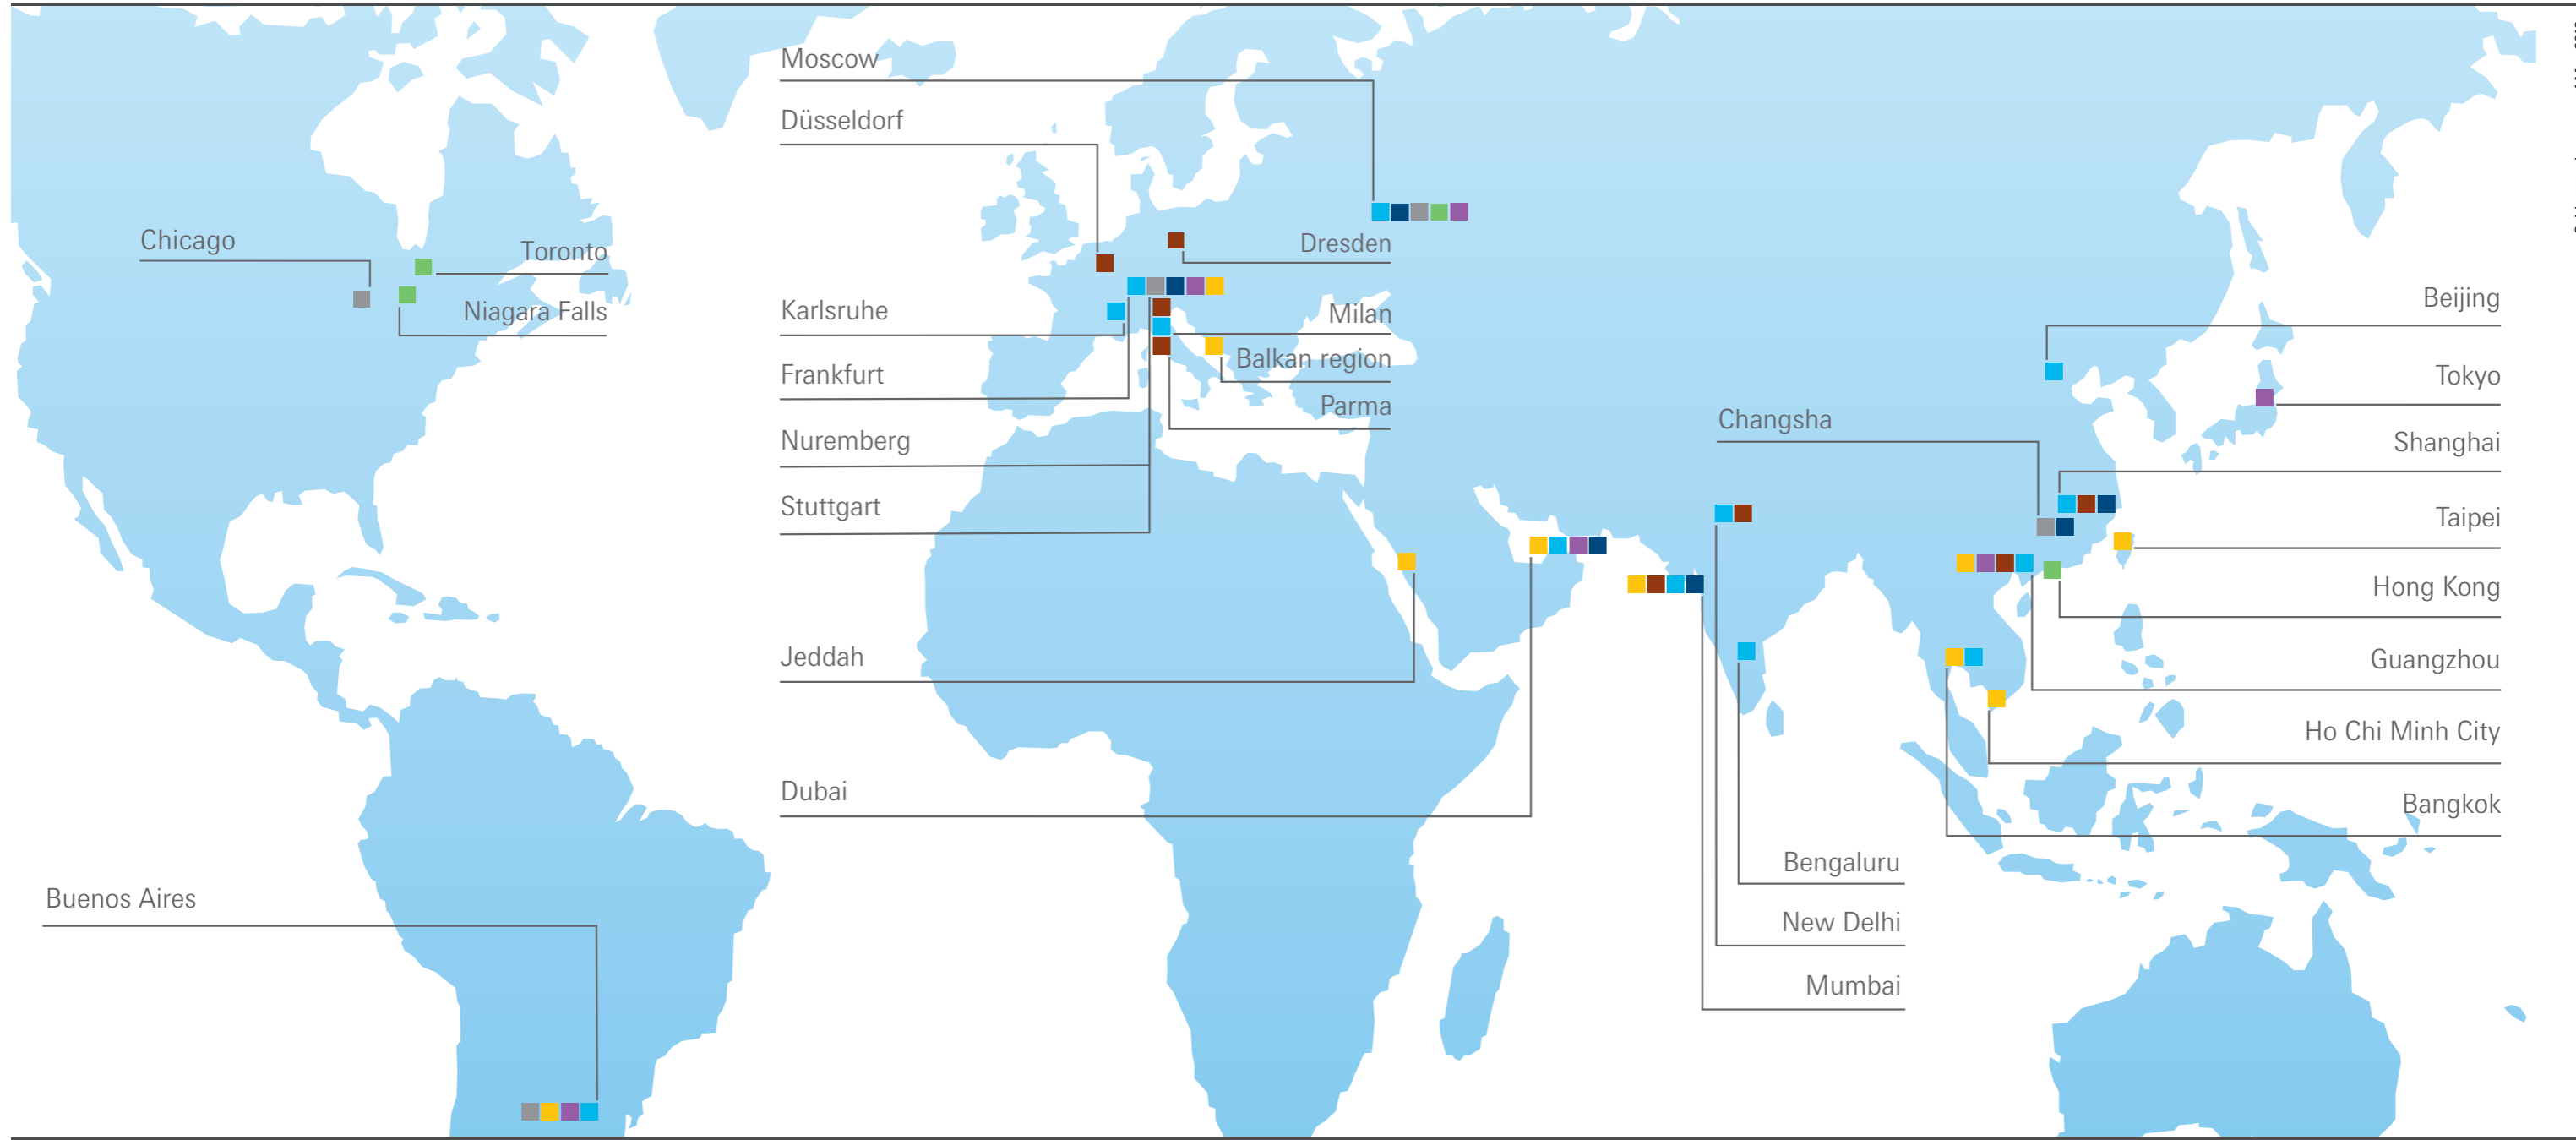 Moscow
Düsseldorf
Chicago
Toronto
Dresden
Niagara Falls
Karlsruhe
Milan
Beijing
Frankfurt
Balkan region
Tokyo
Parma
Changsha
Nuremberg
Shanghai
Stuttgart
Taipei
Hong Kong
Jeddah
Guangzhou
Ho Chi Minh City
Dubai
Bangkok
Bengaluru
Buenos Aires
New Delhi
Mumbai